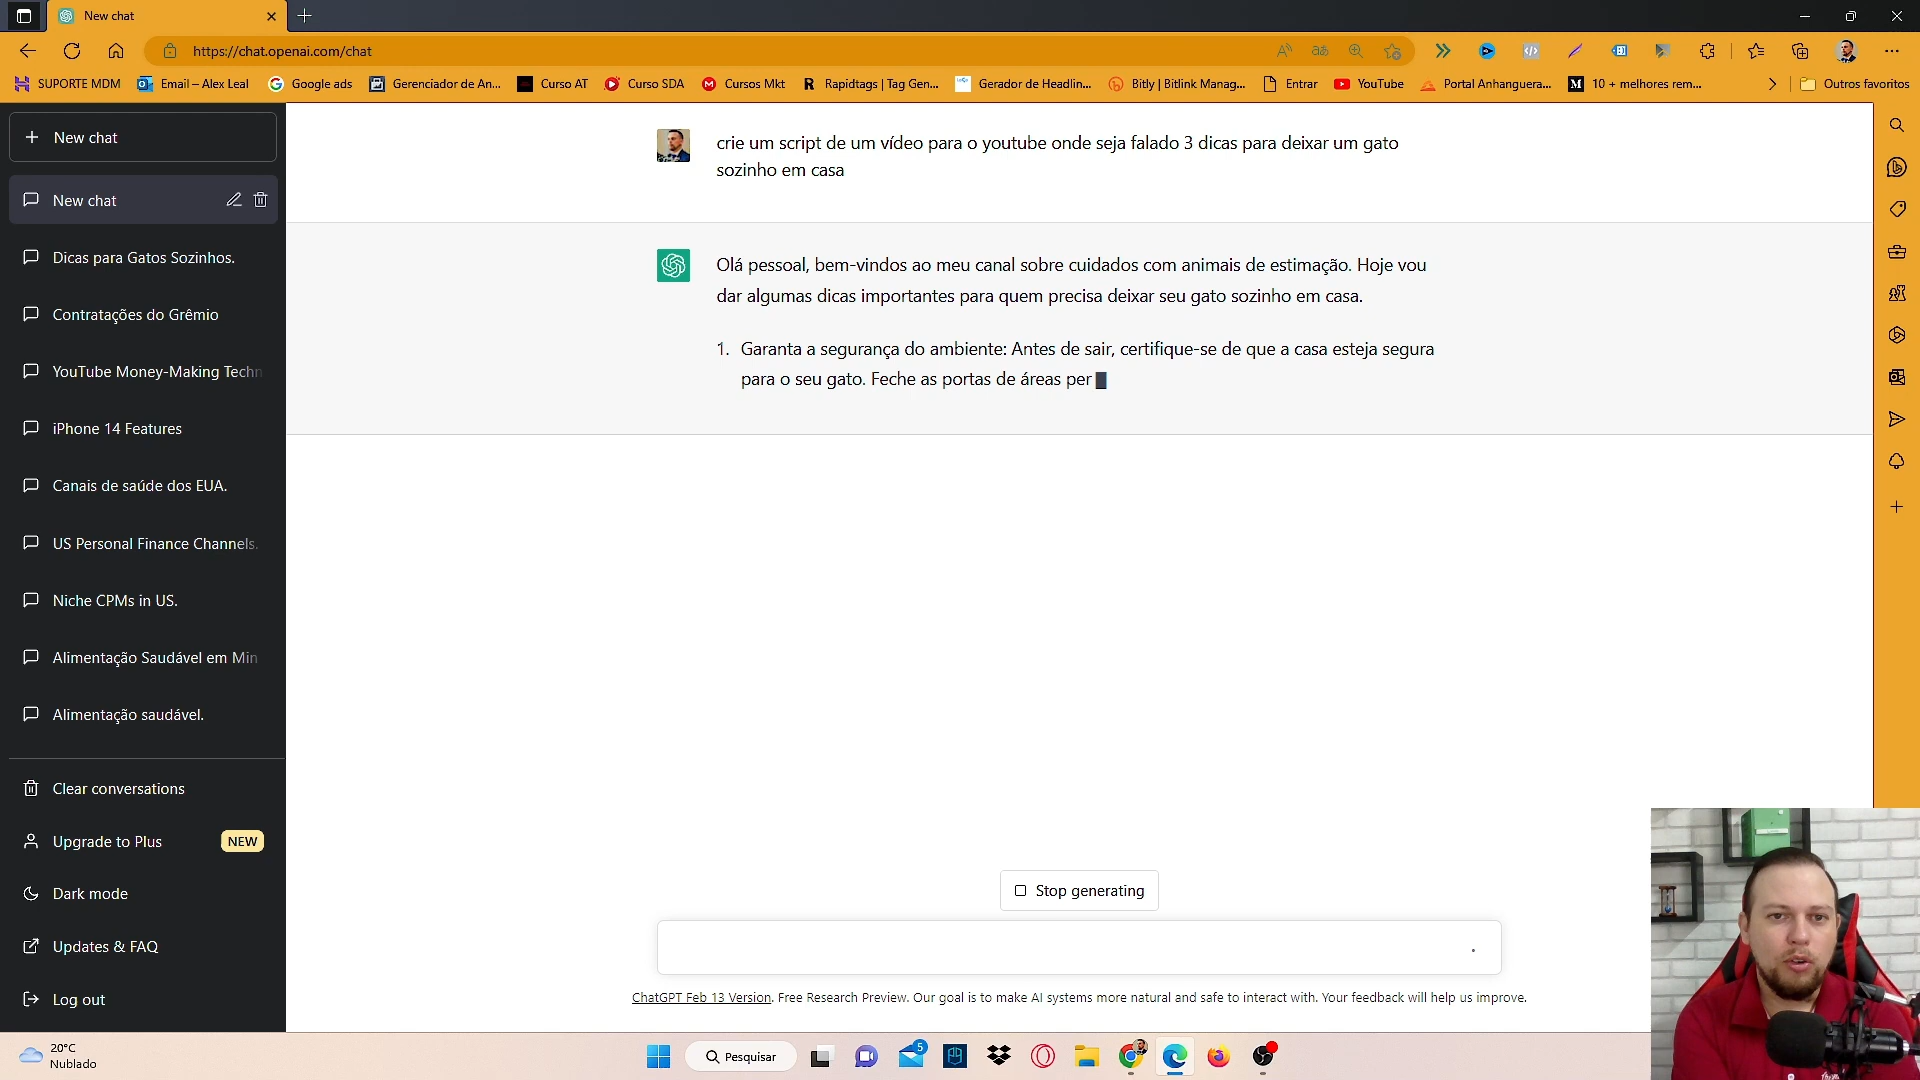 New chat
https://chat.openai.com/chat
SUPORTE MDM
Email – Alex Leal
Google ads
Gerenciador de An...
Curso AT
Curso SDA
Cursos Mkt
Rapidtags | Tag Gen...
Gerador de Headlin...
Bitly | Bitlink Manag...
Entrar
YouTube
Portal Anhanguera...
10 + melhores rem...
Outros favoritos
New chat
New chat
Dicas para Gatos Sozinhos.
Contratações do Grêmio
YouTube Money-Making Techn
iPhone 14 Features
Canais de saúde dos EUA.
US Personal Finance Channels.
Niche CPMs in US.
Alimentação Saudável em Min
Alimentação saudável.
Clear conversations
Upgrade to Plus
NEW
Dark mode
Updates & FAQ
Log out
crie um script de um vídeo para o youtube onde seja falado 3 dicas para deixar um gato
sozinho em casa
Olá pessoal, bem-vindos ao meu canal sobre cuidados com animais de estimação. Hoje vou
dar algumas dicas importantes para quem precisa deixar seu gato sozinho em casa.
1. Garanta a segurança do ambiente: Antes de sair, certifique-se de que a casa esteja segura
para o seu gato. Feche as portas de áreas per
Stop generating
ChatGPT Feb 13 Version. Free Research Preview. Our goal is to make AI systems more natural and safe to interact with. Your feedback will help us improve.
20°C
Nublado
Pesquisar
5